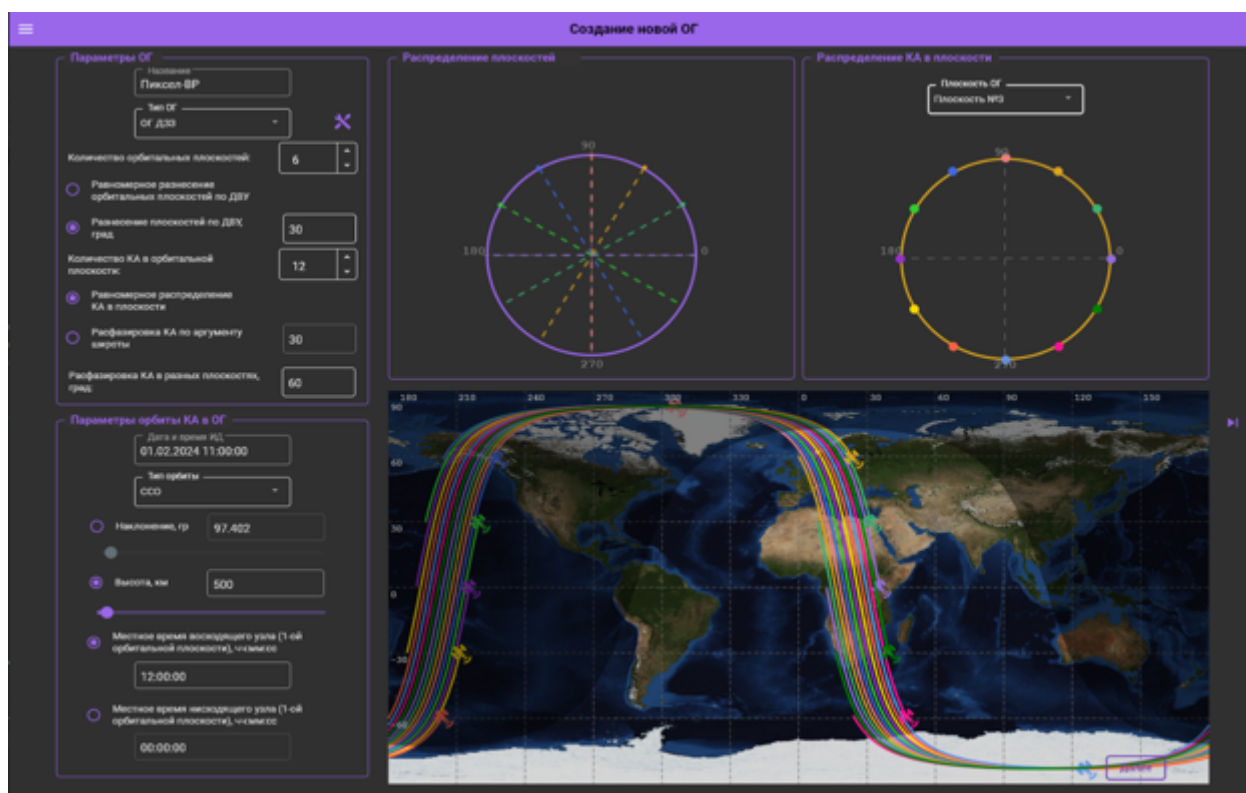 Создание новой ОГ
Параметры ОГ
Название
Пиксел-ВР
Тип ОГ
ОГ ДЗЗ
Количество орбитальных плоскостей:
6
Равномерное разнесение
орбитальных плоскостей по ДВУ
Разнесение плоскостей по ДВУ,
град
30
Количество КА в орбитальной
плоскости:
12
Равномерное распределение
КА в плоскости
Расфазировка КА по аргументу
широты
30
Расфазировка КА в разных плоскостях,
град
60
Параметры орбиты КА в ОГ
Дата и время ИД
01.02.2024 11:00:00
Тип орбиты
ССО
Наклонение, гр
97.402
Высота, км
500
Местное время восходящего узла (1-ой
орбитальной плоскости), чч:мм:сс
12:00:00
Местное время нисходящего узла (1-ой
орбитальной плоскости), чч:мм:сс
00:00:00
Распределение плоскостей
90
180
0
270
Распределение КА в плоскости
Плоскость ОГ
Плоскость №3
90
180
0
270
180 210 240 270 300 330 0 30 60 90 120 150
90
60
30
0
-30
-60